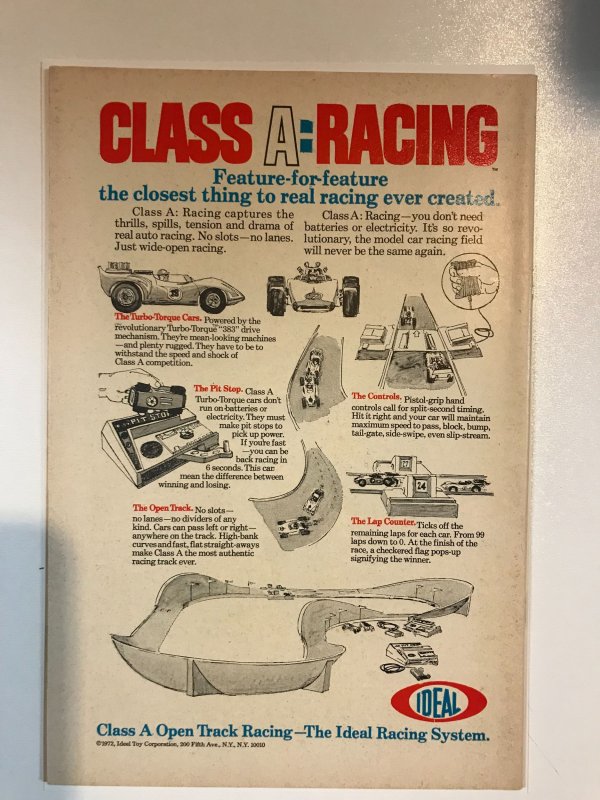 CLASS A: RACING
TM
Feature-for-feature
the closest thing to real racing ever created.
Class A: Racing captures the
thrills, spills, tension and drama of
real auto racing. No slots—no lanes.
Just wide-open racing.
Class A: Racing—you don't need
batteries or electricity. It's so revo-
lutionary, the model car racing field
will never be the same again.
The Turbo-Torque Cars. Powered by the
revolutionary Turbo-Torque "383" drive
mechanism. They're mean-looking machines
—and plenty rugged. They have to be to
withstand the speed and shock of
Class A competition.
The Pit Stop. Class A
Turbo-Torque cars don't
run on batteries or
electricity. They must
make pit stops to
pick up power.
If you're fast
—you can be
back racing in
6 seconds. This can
mean the difference between
winning and losing.
PIT STOP
The Controls. Pistol-grip hand
controls call for split-second timing.
Hit it right and your car will maintain
maximum speed to pass, block, bump,
tail-gate, side-swipe, even slip-stream.
The Open Track. No slots—
no lanes—no dividers of any
kind. Cars can pass left or right—
anywhere on the track. High-bank
curves and fast, flat straight-aways
make Class A the most authentic
racing track ever.
The Lap Counter. Ticks off the
remaining laps for each car. From 99
laps down to 0. At the finish of the
race, a checkered flag pops-up
signifying the winner.
IDEAL
Class A Open Track Racing—The Ideal Racing System.
©1972, Ideal Toy Corporation, 200 Fifth Ave., N.Y., N.Y. 10010